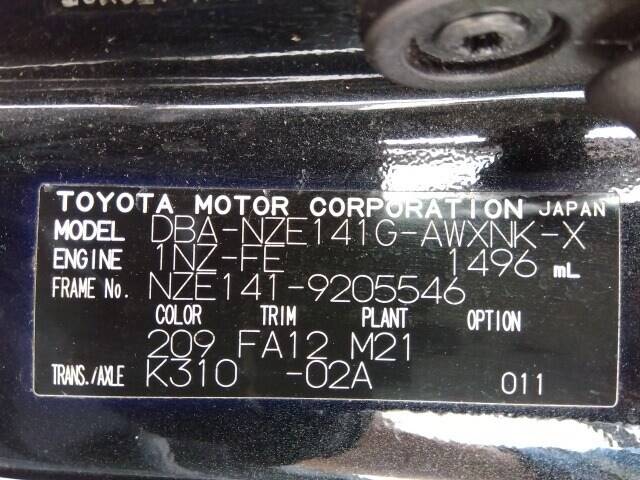 TOYOTA MOTOR CORPORATION JAPAN
MODEL DBA-NZE141G-AWXNK-X
ENGINE 1NZ-FE 1496 mL
FRAME No. NZE141-9205546
COLOR TRIM PLANT OPTION
209 FA12 M21
TRANS./AXLE K310 -02A 011